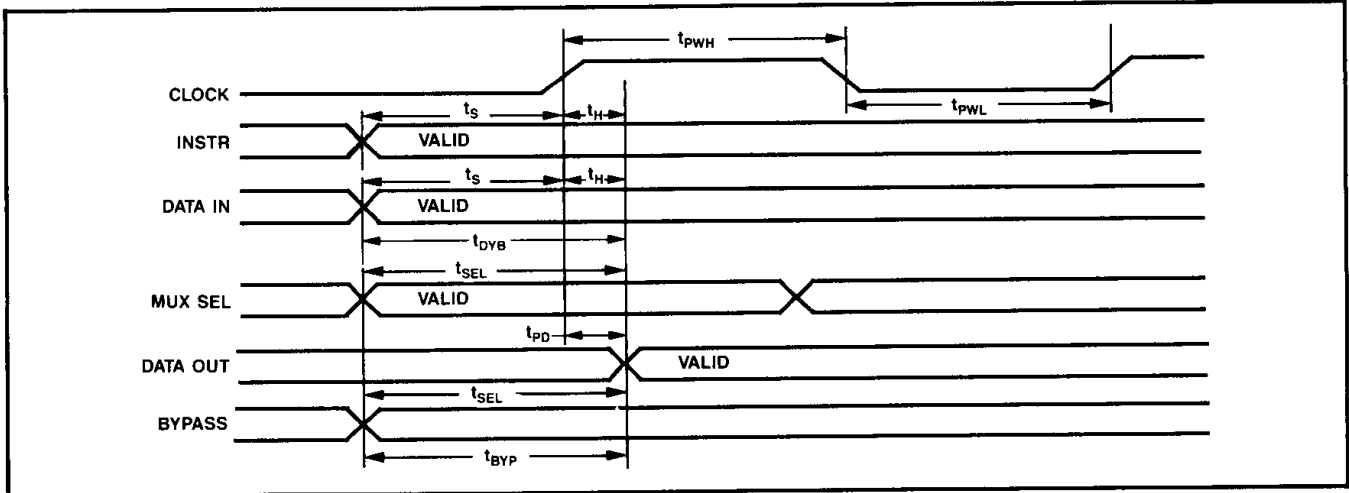 tPWH
CLOCK
tS tH tPWL
INSTR VALID
tS tH
DATA IN VALID
tDYB
tSEL
MUX SEL VALID
tPD
DATA OUT VALID
tSEL
BYPASS
tBYP